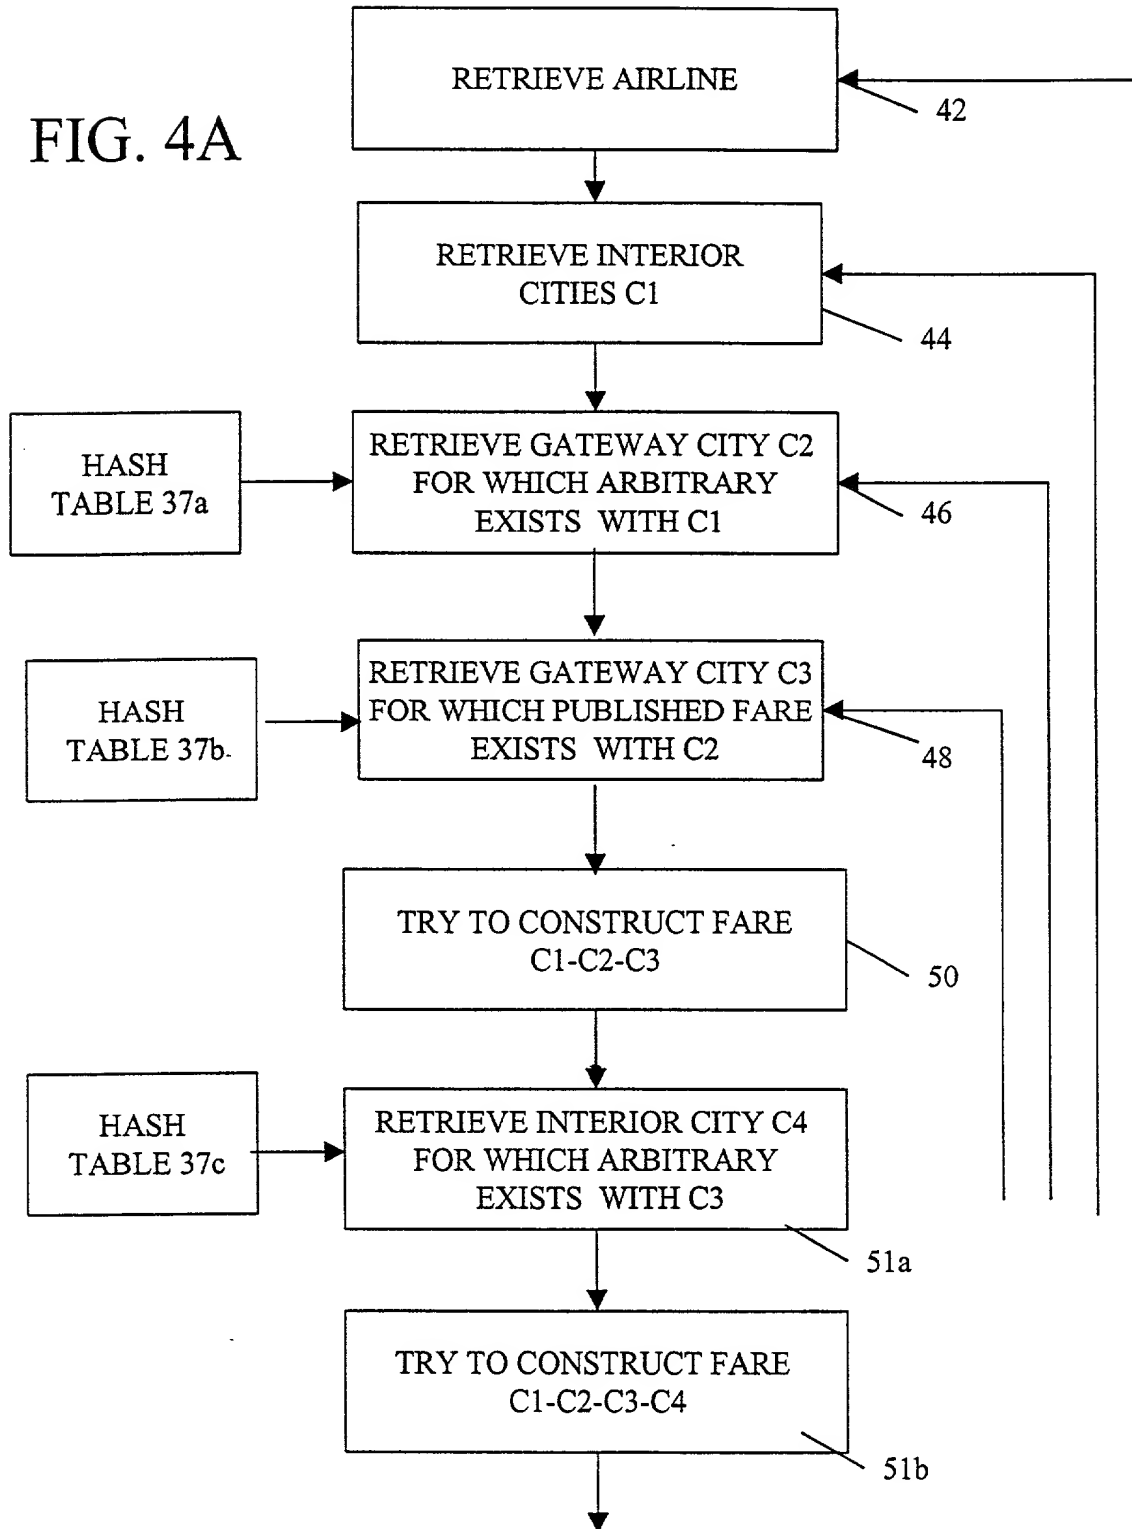 RETRIEVE AIRLINE
42
FIG. 4A
RETRIEVE INTERIOR
CITIES C1
44
HASH
TABLE 37a
RETRIEVE GATEWAY CITY C2
FOR WHICH ARBITRARY
EXISTS WITH C1
46
HASH
TABLE 37b
RETRIEVE GATEWAY CITY C3
FOR WHICH PUBLISHED FARE
EXISTS WITH C2
48
TRY TO CONSTRUCT FARE
C1-C2-C3
50
HASH
TABLE 37c
RETRIEVE INTERIOR CITY C4
FOR WHICH ARBITRARY
EXISTS WITH C3
51a
TRY TO CONSTRUCT FARE
C1-C2-C3-C4
51b